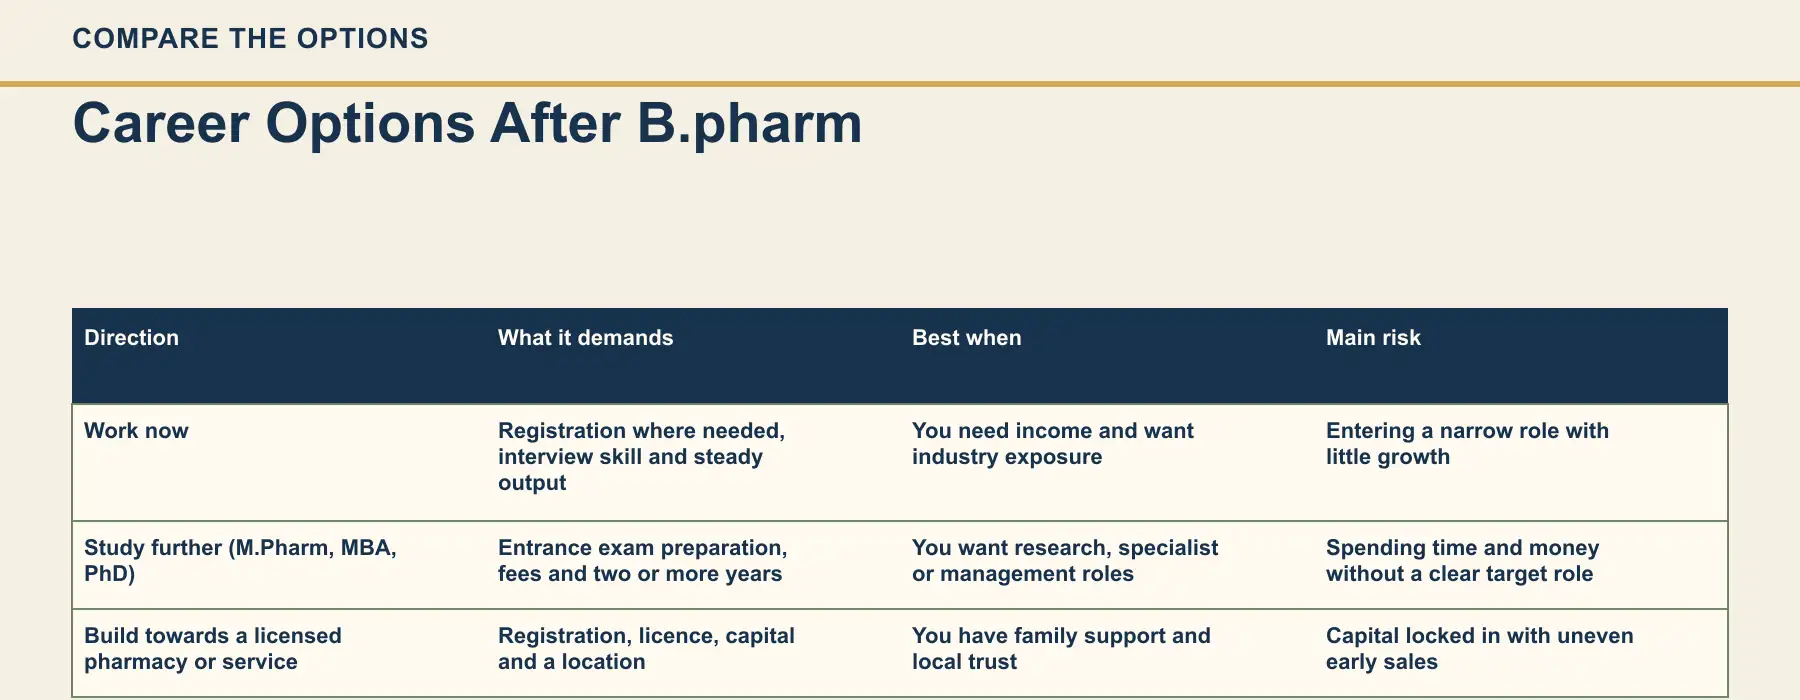 COMPARE THE OPTIONS
Career Options After B.pharm
Direction
What it demands
Best when
Main risk
Work now
Registration where needed,
interview skill and steady
output
You need income and want
industry exposure
Entering a narrow role with
little growth
Study further (M.Pharm, MBA,
PhD)
Entrance exam preparation,
fees and two or more years
You want research, specialist
or management roles
Spending time and money
without a clear target role
Build towards a licensed
pharmacy or service
Registration, licence, capital
and a location
You have family support and
local trust
Capital locked in with uneven
early sales